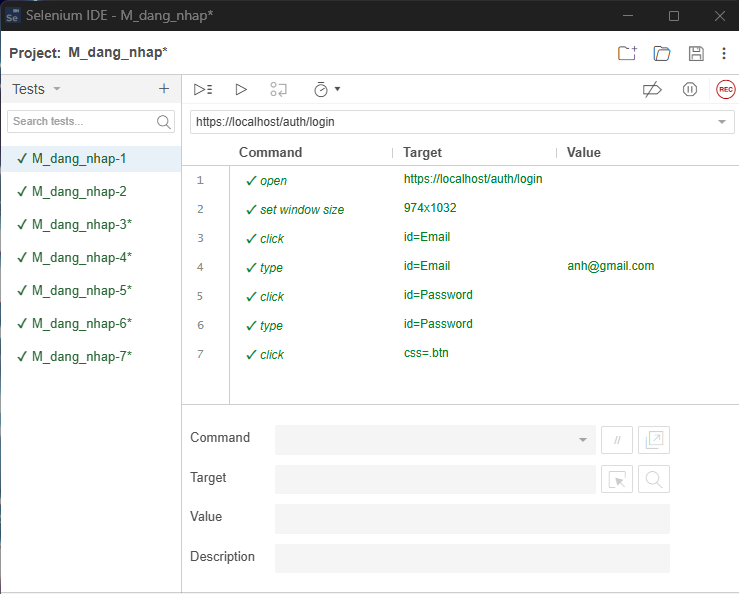 Se Selenium IDE - M_dang_nhap*
Project: M_dang_nhap*
Tests
REC
Search tests...
https://localhost/auth/login
Command Target Value
✓ M_dang_nhap-1
✓ M_dang_nhap-2
✓ M_dang_nhap-3*
✓ M_dang_nhap-4*
✓ M_dang_nhap-5*
✓ M_dang_nhap-6*
✓ M_dang_nhap-7*
1 ✓ open https://localhost/auth/login
2 ✓ set window size 974x1032
3 ✓ click id=Email
4 ✓ type id=Email anh@gmail.com
5 ✓ click id=Password
6 ✓ type id=Password
7 ✓ click css=.btn
Command //
Target
Value
Description